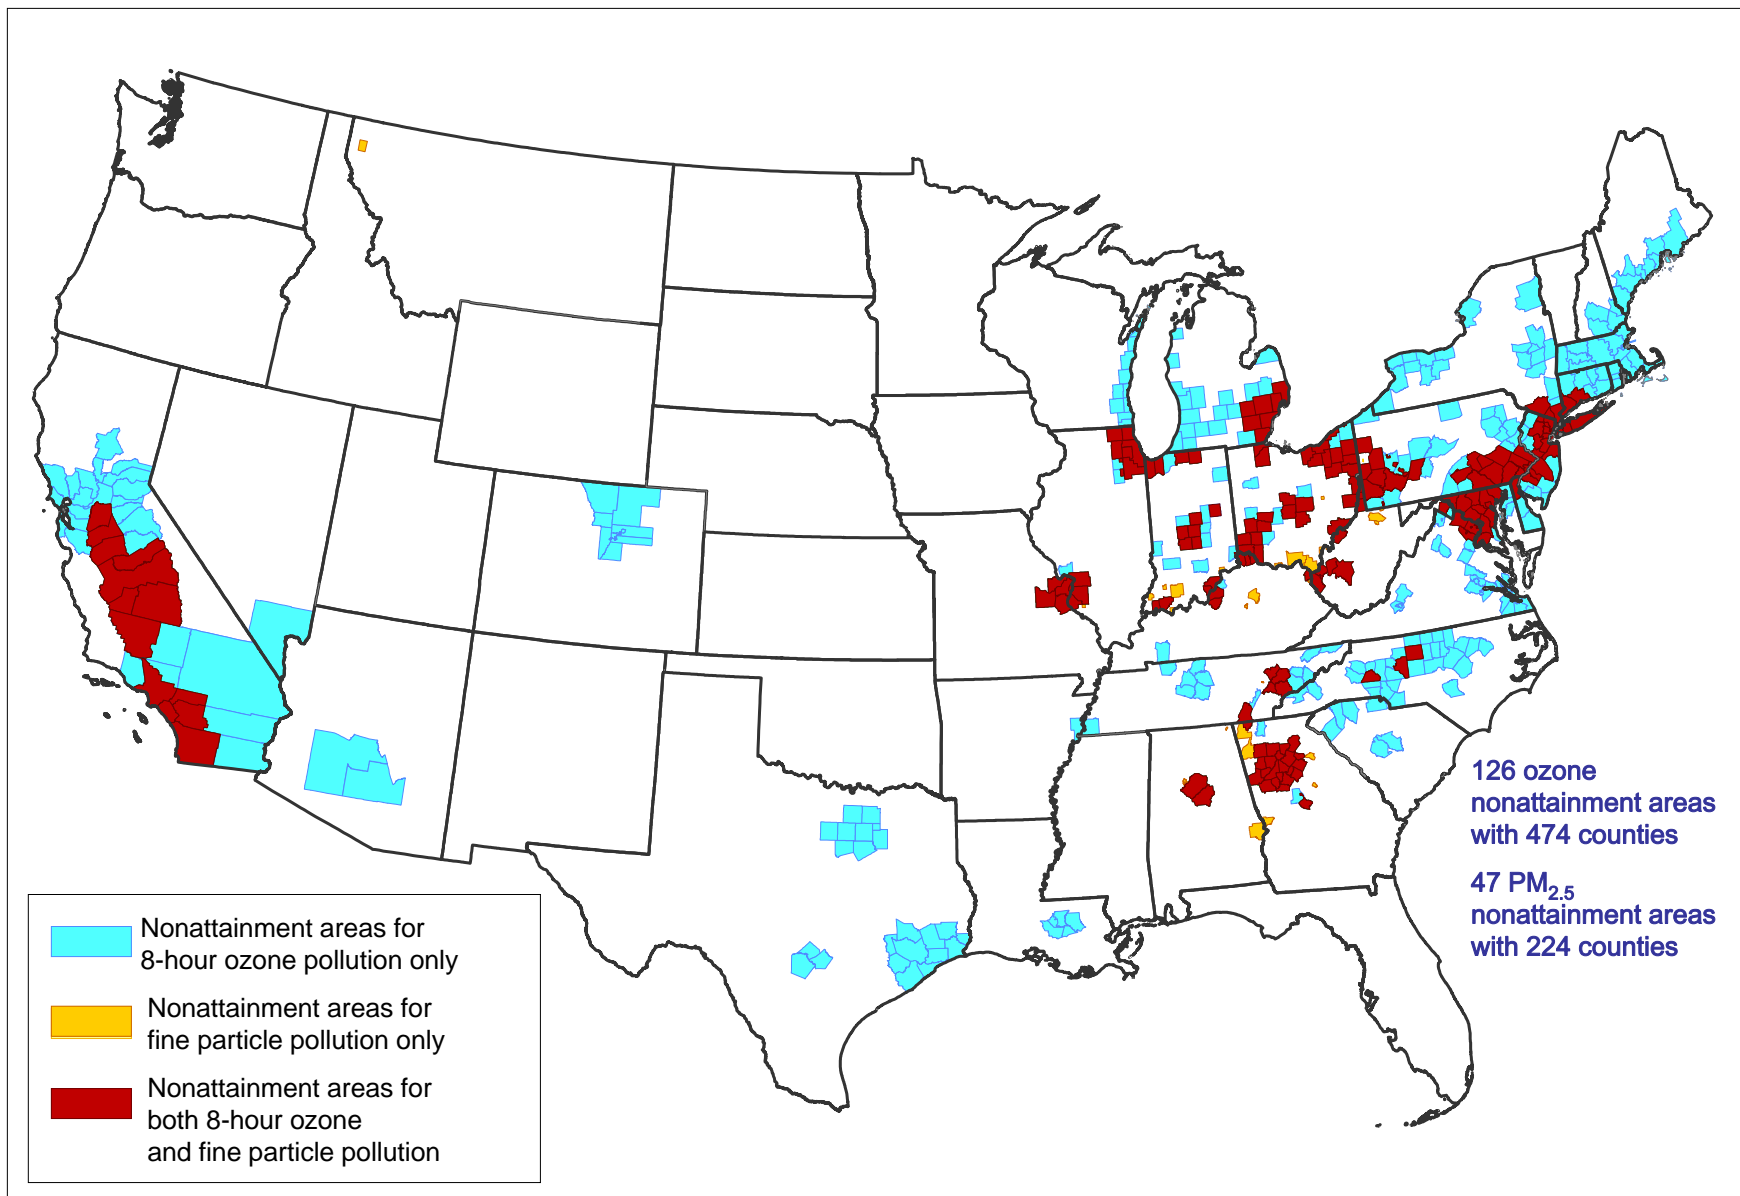 126 ozone
nonattainment areas
with 474 counties
47 PM2.5
nonattainment areas
with 224 counties
Nonattainment areas for
8-hour ozone pollution only
Nonattainment areas for
fine particle pollution only
Nonattainment areas for
both 8-hour ozone
and fine particle pollution